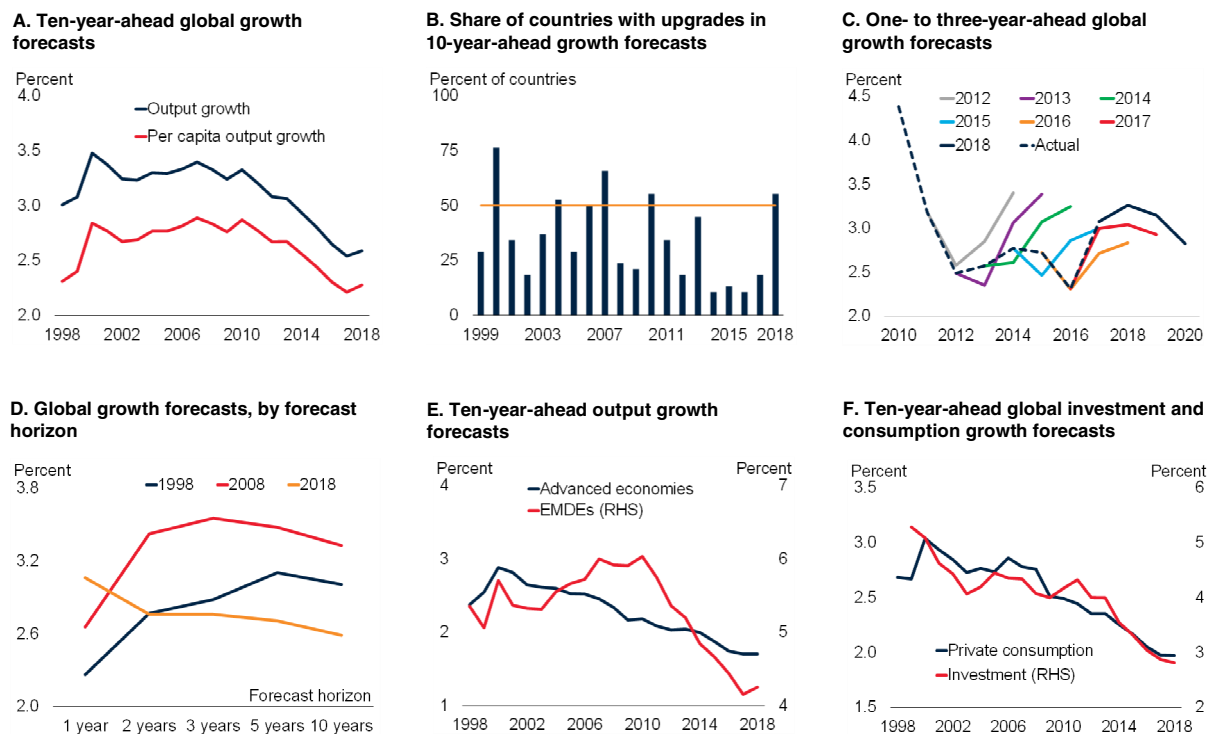 A. Ten-year-ahead global growth
forecasts
Percent
4.0
3.5
3.0
2.5
2.0
Output growth
Per capita output growth
1998 2002 2006 2010 2014 2018
B. Share of countries with upgrades in
10-year-ahead growth forecasts
Percent of countries
100
75
50
25
0
1999 2003 2007 2011 2015 2018
C. One- to three-year-ahead global
growth forecasts
Percent
4.5
4.0
3.5
3.0
2.5
2.0
2012 2013 2014
2015 2016 2017
2018 Actual
2010 2012 2014 2016 2018 2020
D. Global growth forecasts, by forecast
horizon
Percent
3.8
3.2
2.6
2.0
1998 2008 2018
Forecast horizon
1 year 2 years 3 years 5 years 10 years
E. Ten-year-ahead output growth
forecasts
Percent Percent
4 7
Advanced economies
EMDEs (RHS)
3 6
2 5
1 4
1998 2002 2006 2010 2014 2018
F. Ten-year-ahead global investment and
consumption growth forecasts
Percent Percent
3.5 6
3.0 5
2.5 4
2.0 3
Private consumption
Investment (RHS)
1.5 2
1998 2002 2006 2010 2014 2018